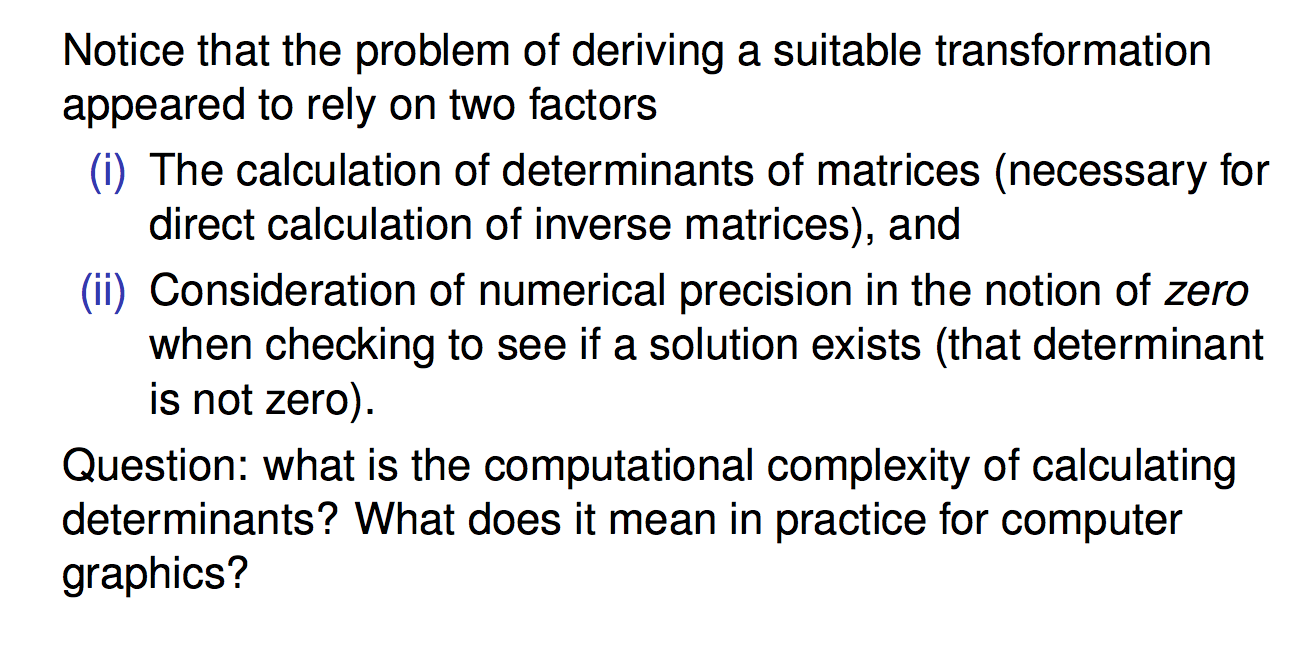 Notice that the problem of deriving a suitable transformation
appeared to rely on two factors
(i) The calculation of determinants of matrices (necessary for
direct calculation of inverse matrices), and
(ii) Consideration of numerical precision in the notion of zero
when checking to see if a solution exists (that determinant
is not zero).
Question: what is the computational complexity of calculating
determinants? What does it mean in practice for computer
graphics?